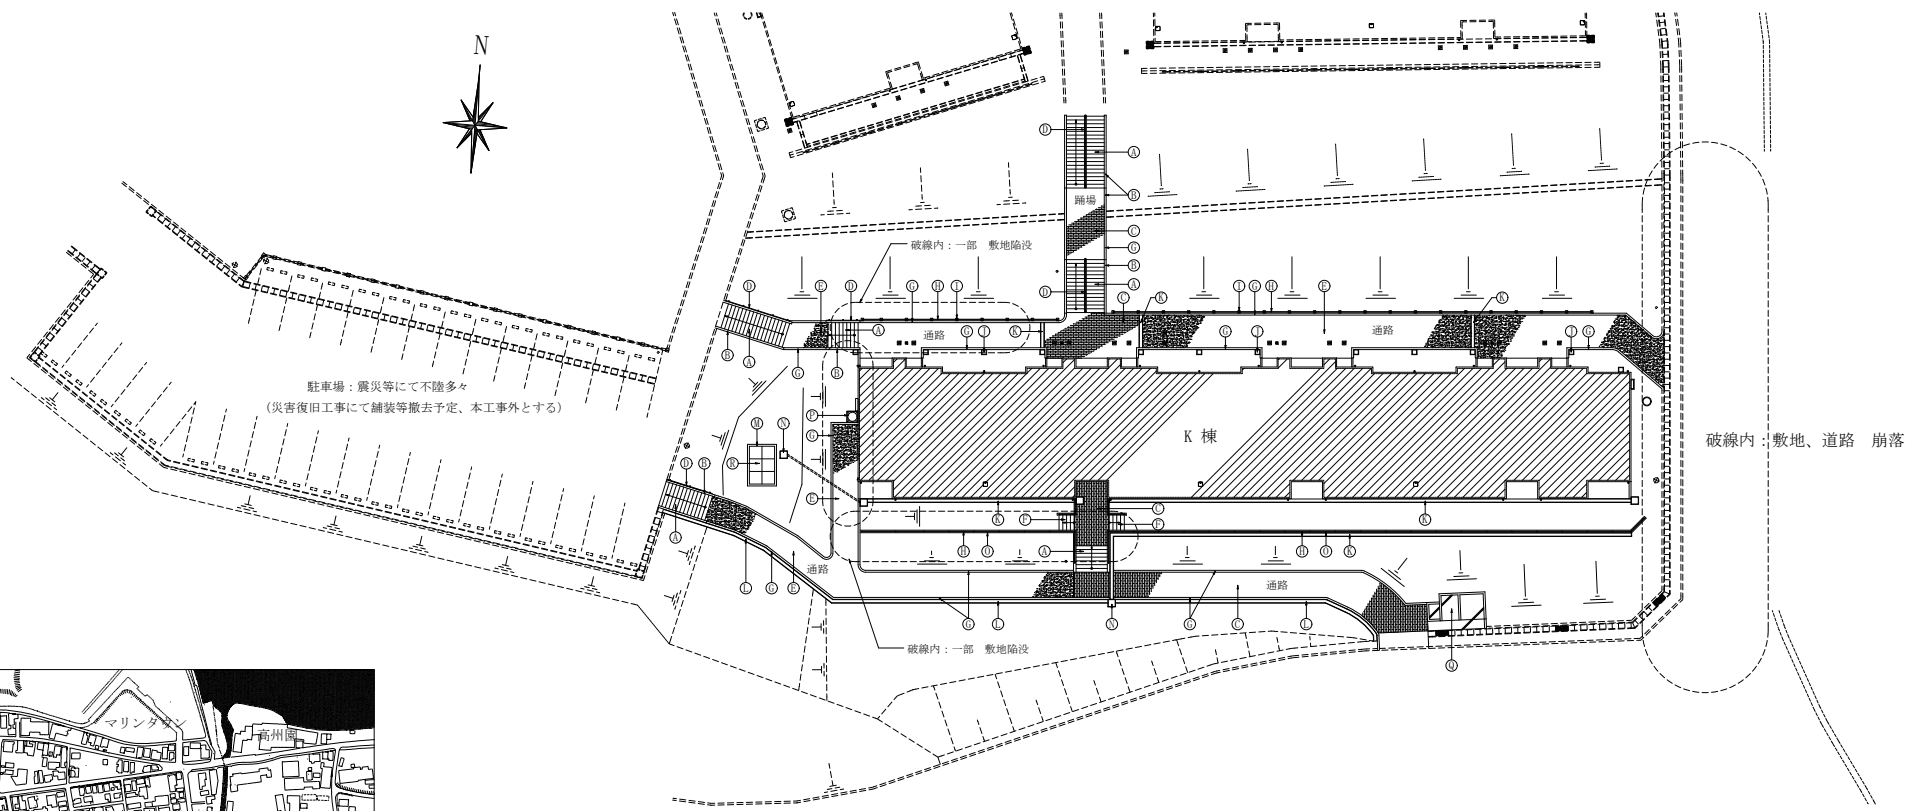 N
D
A
B
踊場
C
G
B
A
D
破線内：一部　敷地陥没
D
E
D
G
H
I
C
K
I
G
H
E
K
A
通路
G
J
K
G
J
通路
J
G
B
A
G
B
駐車場：震災等にて不陸多々
（災害復旧工事にて舗装等撤去予定、本工事外とする）
P
G
M
N
R
K 棟
破線内：敷地、道路　崩落
D
B
E
A
K
F
C
F
K
H
O
A
H
O
K
通路
L
G
E
通路
G
L
N
G
C
L
破線内：一部　敷地陥没
Q
マリンタウン
高州園